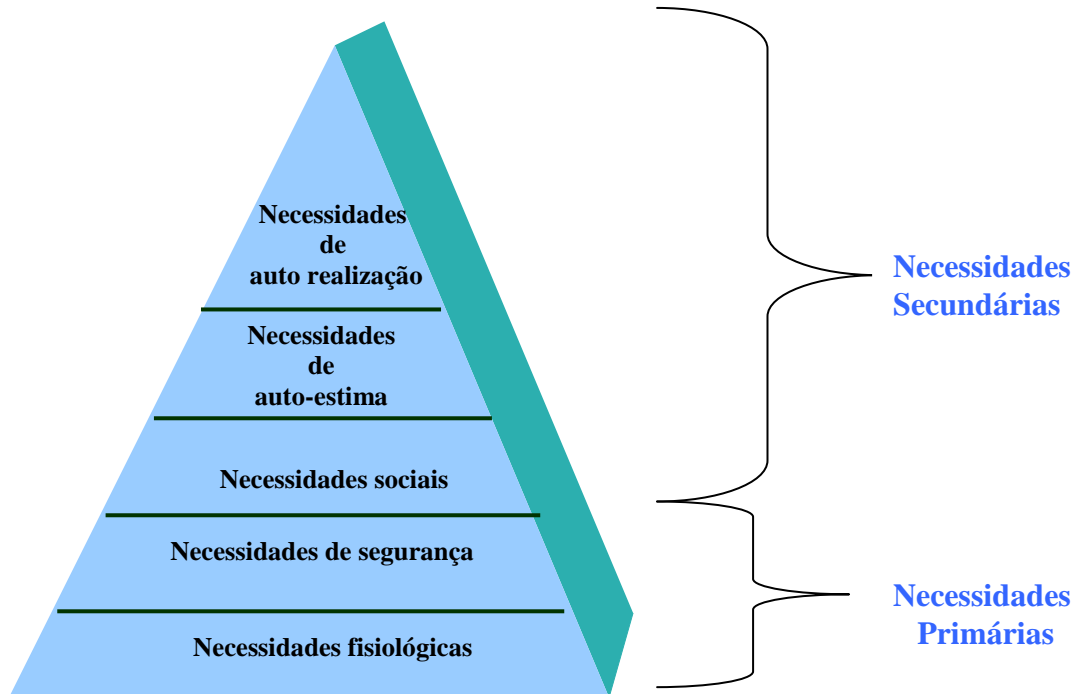 Necessidades
de
auto realização
Necessidades
de
auto-estima
Necessidades sociais
Necessidades de segurança
Necessidades fisiológicas
Necessidades
Secundárias
Necessidades
Primárias